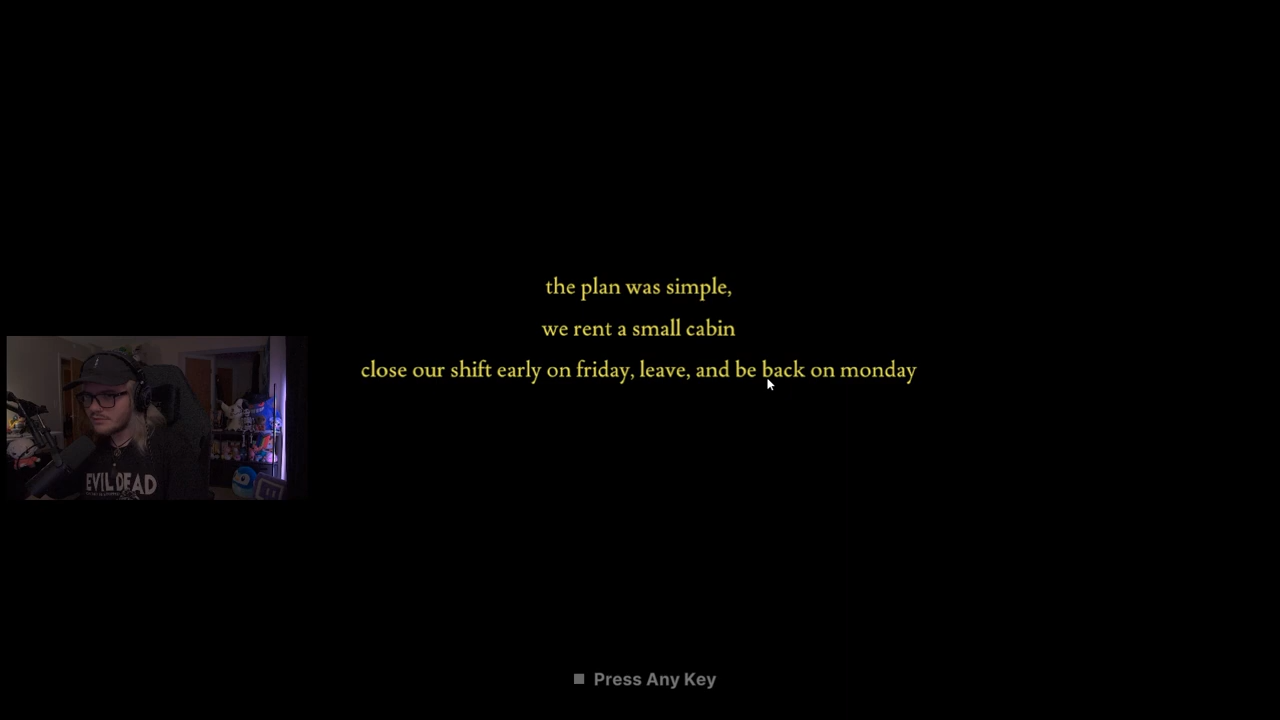 the plan was simple,
we rent a small cabin
close our shift early on friday, leave, and be back on monday
EVIL DEAD
Press Any Key